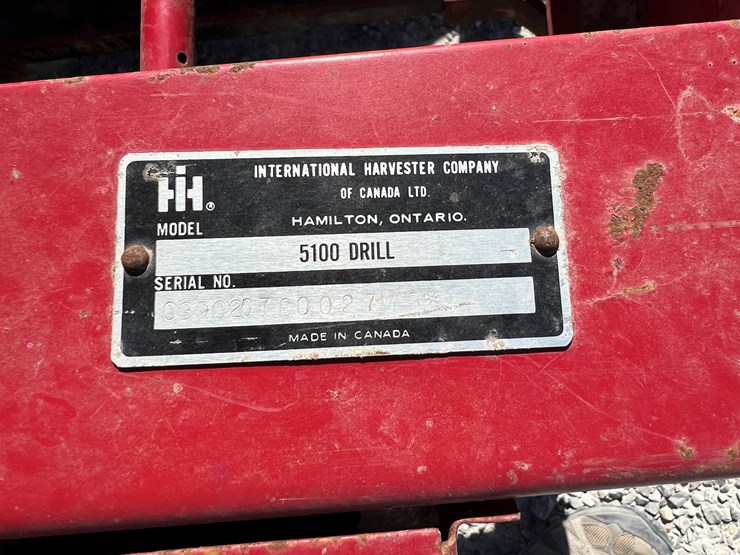 IH®
INTERNATIONAL HARVESTER COMPANY
OF CANADA LTD.
HAMILTON, ONTARIO.
MODEL
5100 DRILL
SERIAL NO.
MADE IN CANADA